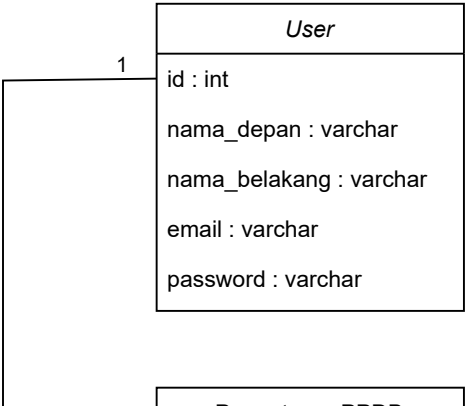 User
1
id : int
nama_depan : varchar
nama_belakang : varchar
email : varchar
password : varchar